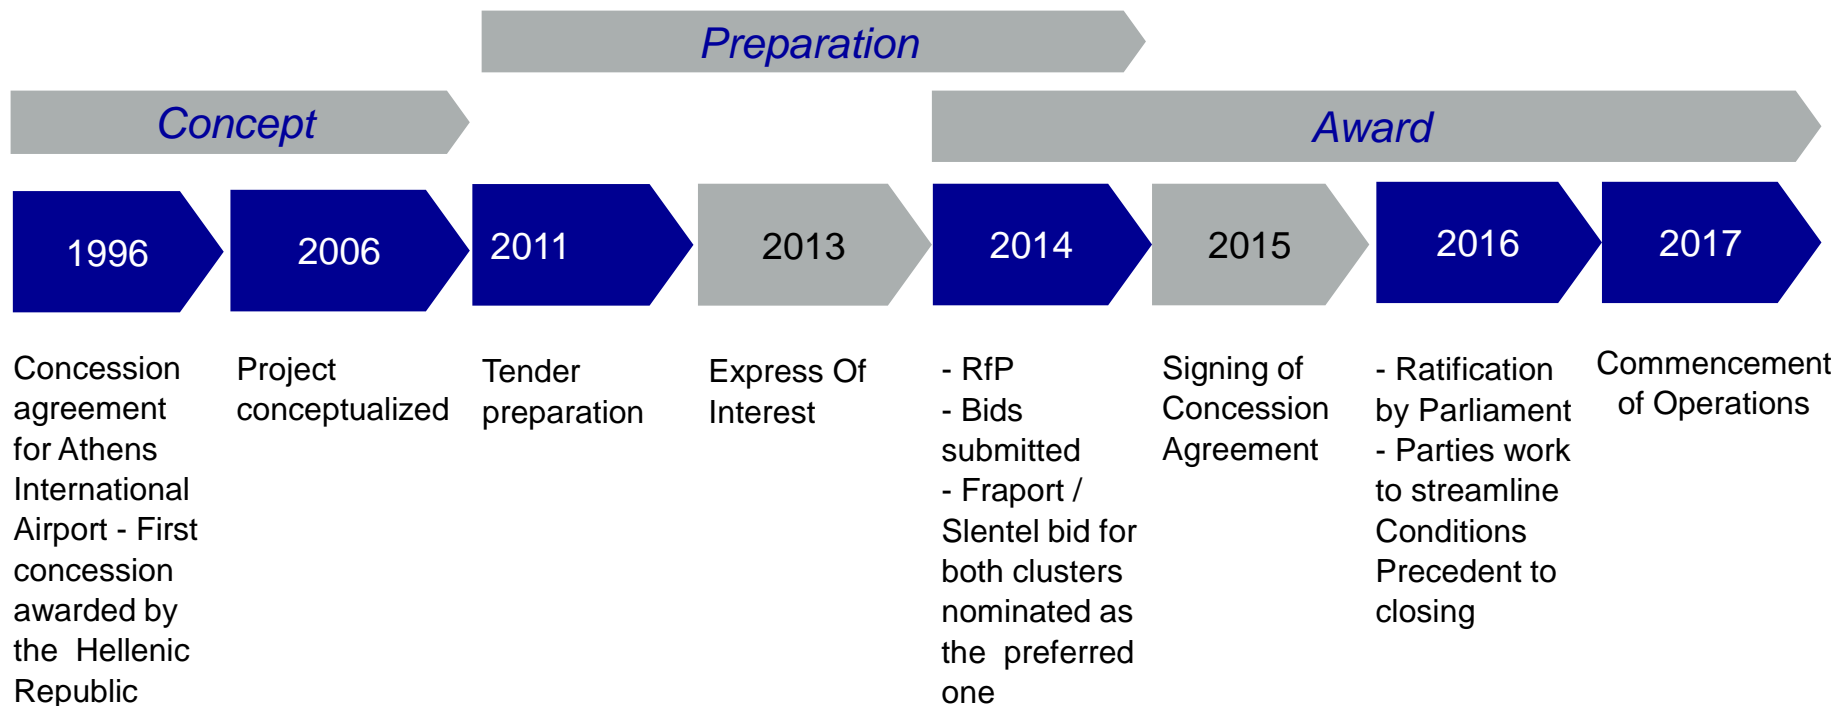 Preparation
Concept
Award
1996
2006
2011
2013
2014
2015
2016
2017
Concession
agreement
for Athens
International
Airport - First
concession
awarded by
the Hellenic
Republic
Project
conceptualized
Tender
preparation
Express Of
Interest
- RfP
- Bids
submitted
- Fraport /
Slentel bid for
both clusters
nominated as
the preferred
one
Signing of
Concession
Agreement
- Ratification
by Parliament
- Parties work
to streamline
Conditions
Precedent to
closing
Commencement
of Operations